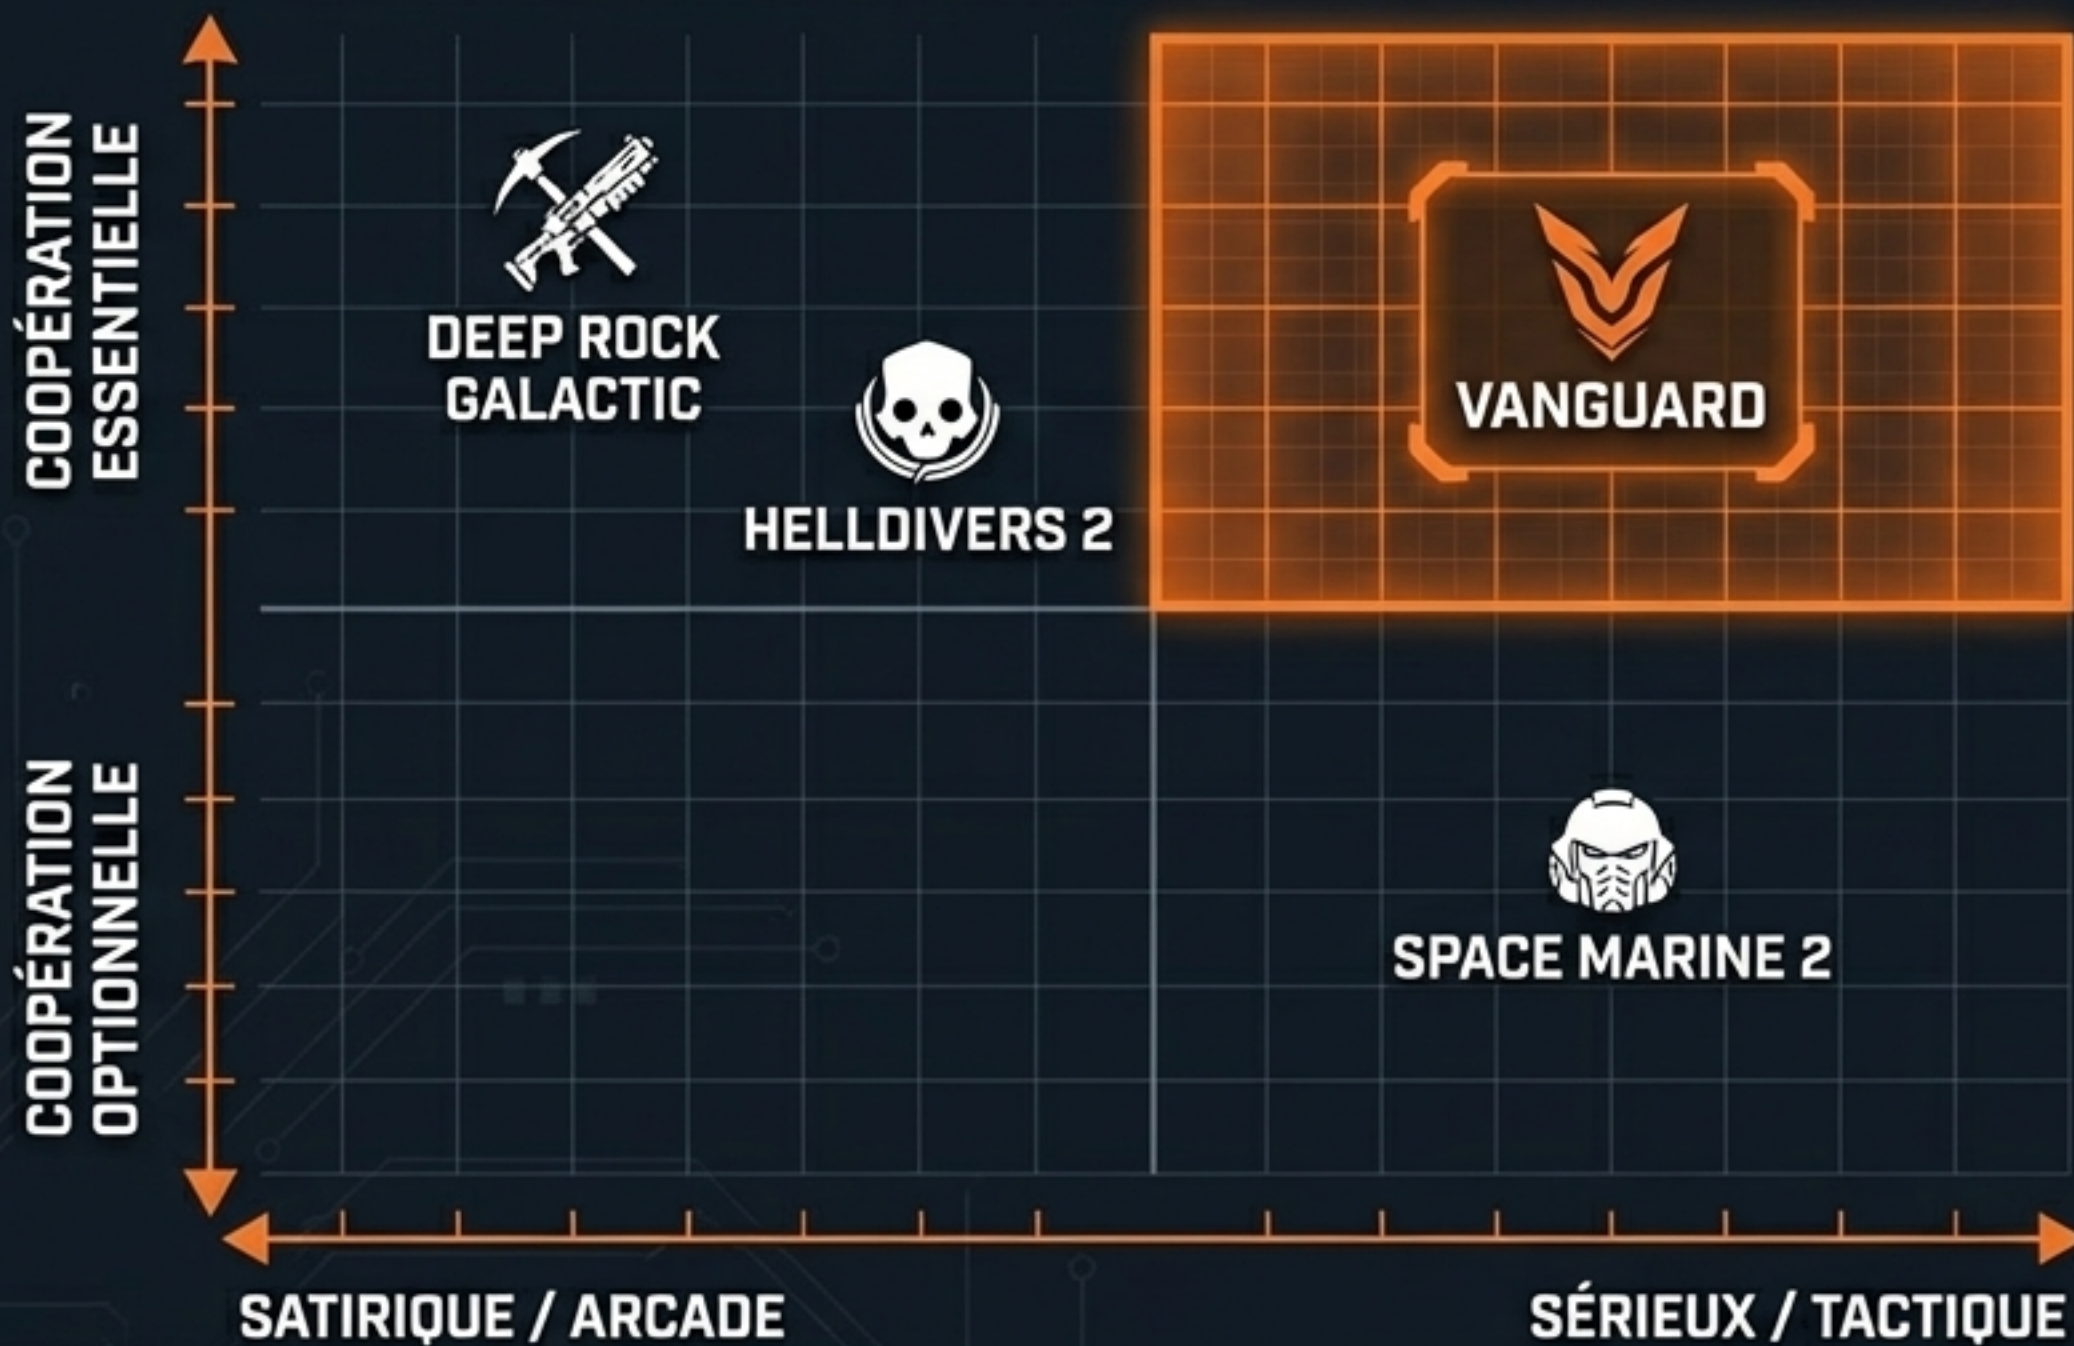 COOPÉRATION
ESSENTIELLE
DEEP ROCK
GALACTIC
HELLDIVERS 2
VANGUARD
COOPÉRATION
OPTIONNELLE
SPACE MARINE 2
SATIRIQUE / ARCADE
SÉRIEUX / TACTIQUE